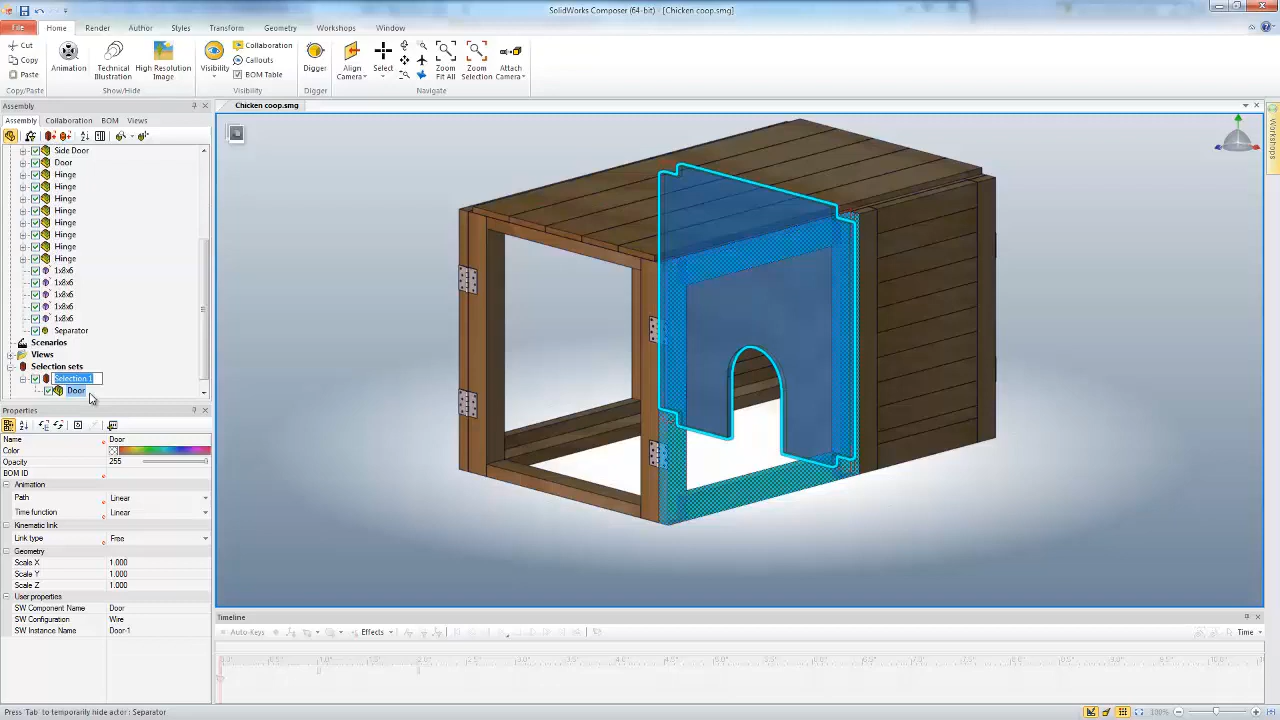 SolidWorks Composer (64-bit) - [Chicken coop.smg]
File Home Render Author Styles Transform Geometry Workshops Window
Cut
Copy
Paste
Copy/Paste
Animation
Technical Illustration
High Resolution Image
Show/Hide
Visibility
Collaboration
Callouts
BOM Table
Visibility
Digger
Digger
Align Camera
Select
Zoom Fit All
Zoom Selection
Attach Camera
Navigate
Assembly
Chicken coop.smg
Assembly Collaboration BOM Views
Workshops
Side Door
Door
Hinge
Hinge
Hinge
Hinge
Hinge
Hinge
Hinge
Hinge
1x8x6
1x8x6
1x8x6
1x8x6
1x8x6
Separator
Scenarios
Views
Selection sets
Selection 1
Door
Properties
Name Door
Color
Opacity 255
BOM ID
Animation
Path Linear
Time function Linear
Kinematic link
Link type Free
Geometry
Scale X 1.000
Scale Y 1.000
Scale Z 1.000
User properties
SW Component Name Door
SW Configuration Wire
SW Instance Name Door-1
Timeline
Auto-Keys Effects Time
Press 'Tab' to temporarily hide actor : Separator
100%